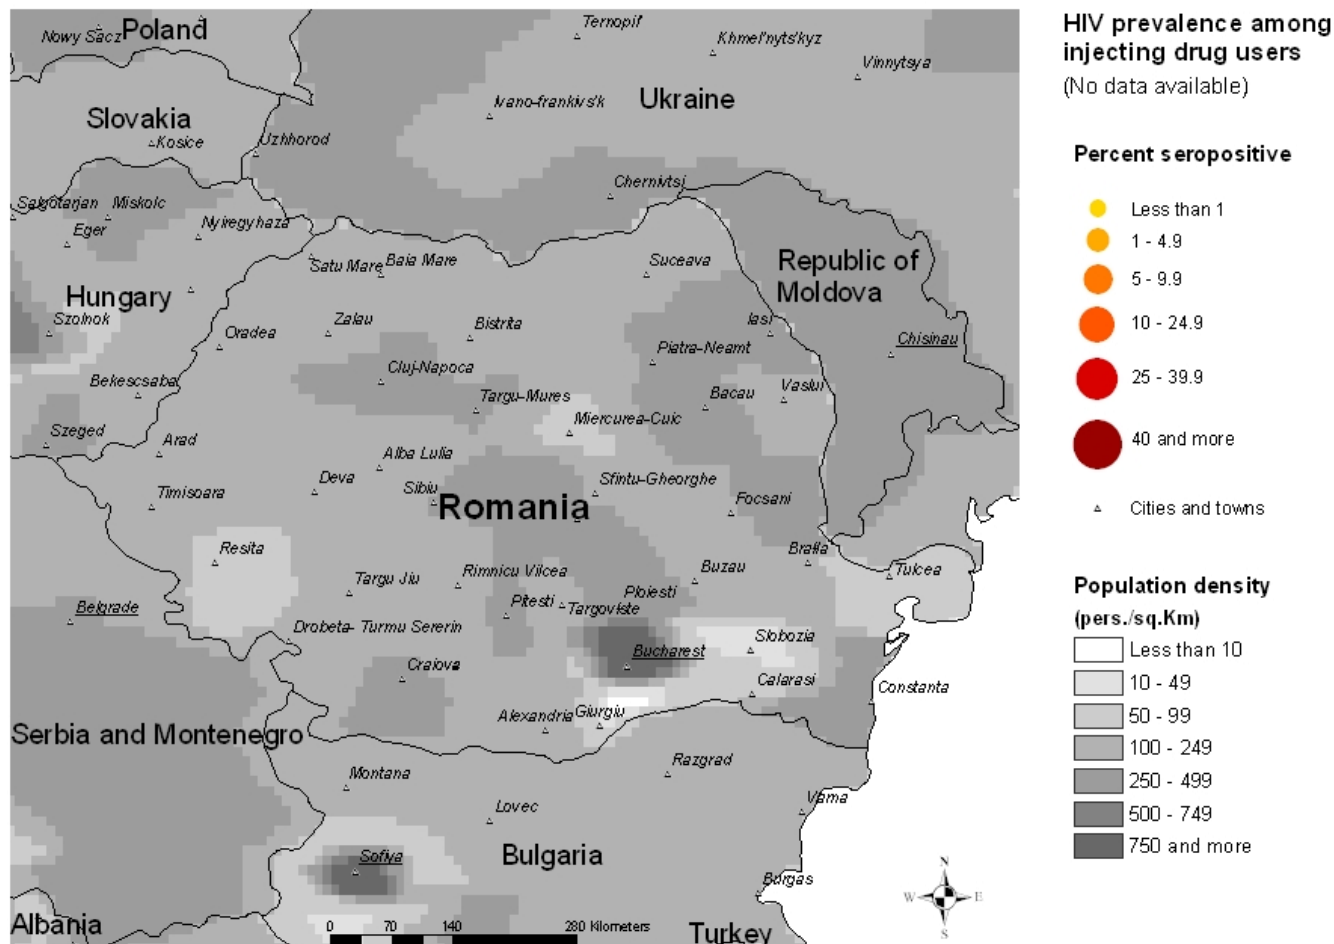 HIV prevalence among
injecting drug users
(No data available)
Percent seropositive
Less than 1
1 - 4.9
5 - 9.9
10 - 24.9
25 - 39.9
40 and more
Cities and towns
Population density
(pers./sq.Km)
Less than 10
10 - 49
50 - 99
100 - 249
250 - 499
500 - 749
750 and more
Nowy Sacz
Poland
Ternopil'
Khmel'nyts'kyz
Vinnytsya
Ukraine
Ivano-frankivs'k
Slovakia
Kosice
Uzhhorod
Chernivtsi
Salgotarjan
Miskolc
Eger
Nyiregyhaza
Satu Mare
Baia Mare
Suceava
Republic of
Moldova
Hungary
Szolnok
Oradea
Zalau
Bistrita
Iasi
Chisinau
Piatra-Neamt
Cluj-Napoca
Bekescsaba
Targu-Mures
Bacau
Vaslui
Miercurea-Cuic
Szeged
Arad
Alba Lulia
Deva
Sibiu
Sfintu-Gheorghe
Timisoara
Romania
Focsani
Resita
Braila
Tulcea
Targu Jiu
Rimnicu Vilcea
Buzau
Ploiesti
Belgrade
Pitesti
Targoviste
Drobeta- Turmu Sererin
Slobozia
Bucharest
Craiova
Calarasi
Constanta
Alexandria
Giurgiu
Serbia and Montenegro
Razgrad
Montana
Lovec
Varna
Sofiya
Bulgaria
Burgas
N
W
E
S
Albania
0 70 140 280 Kilometers
Turkey